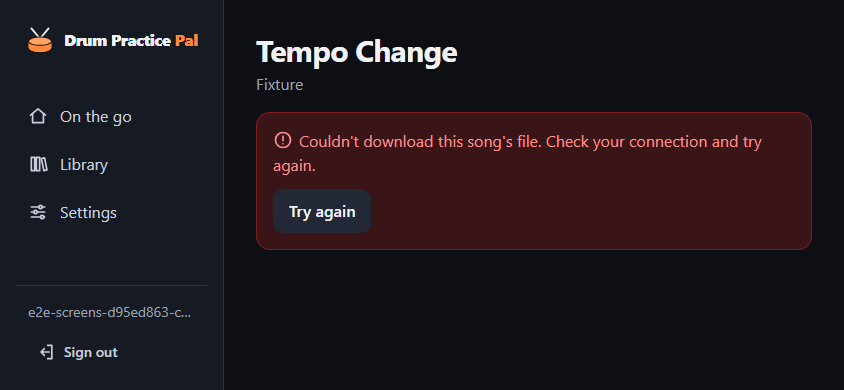 Drum Practice Pal
On the go
Library
Settings
e2e-screens-d95ed863-c...
Sign out
Tempo Change
Fixture
Couldn't download this song's file. Check your connection and try
again.
Try again